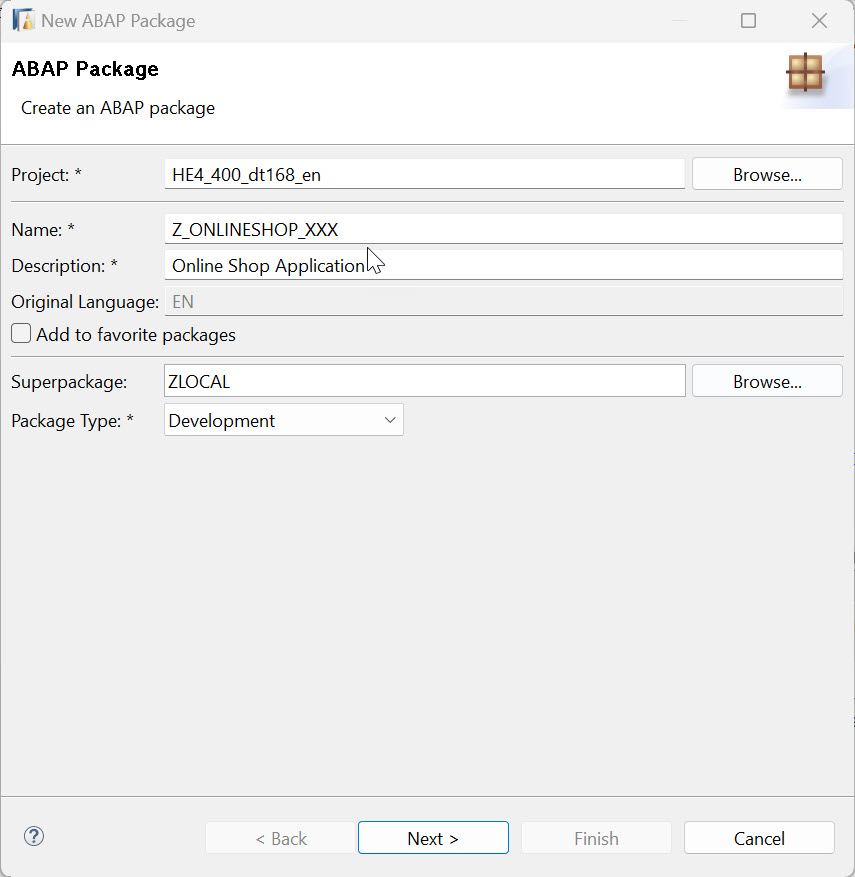 New ABAP Package
ABAP Package
Create an ABAP package
Project: * HE4_400_dt168_en Browse...
Name: * Z_ONLINESHOP_XXX
Description: * Online Shop Application
Original Language: EN
Add to favorite packages
Superpackage: ZLOCAL Browse...
Package Type: * Development
? < Back Next > Finish Cancel